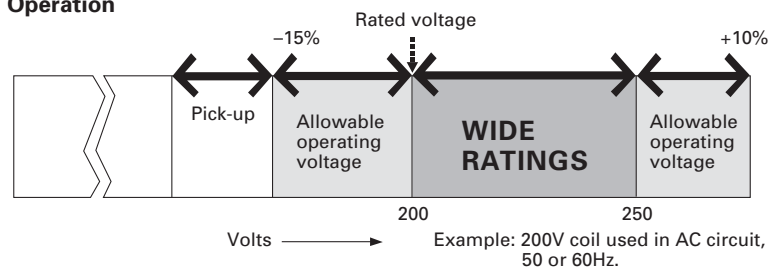 Operation
Rated voltage
–15%
+10%
Pick-up
Allowable
operating
voltage
WIDE
RATINGS
Allowable
operating
voltage
200
250
Volts
Example: 200V coil used in AC circuit,
50 or 60Hz.